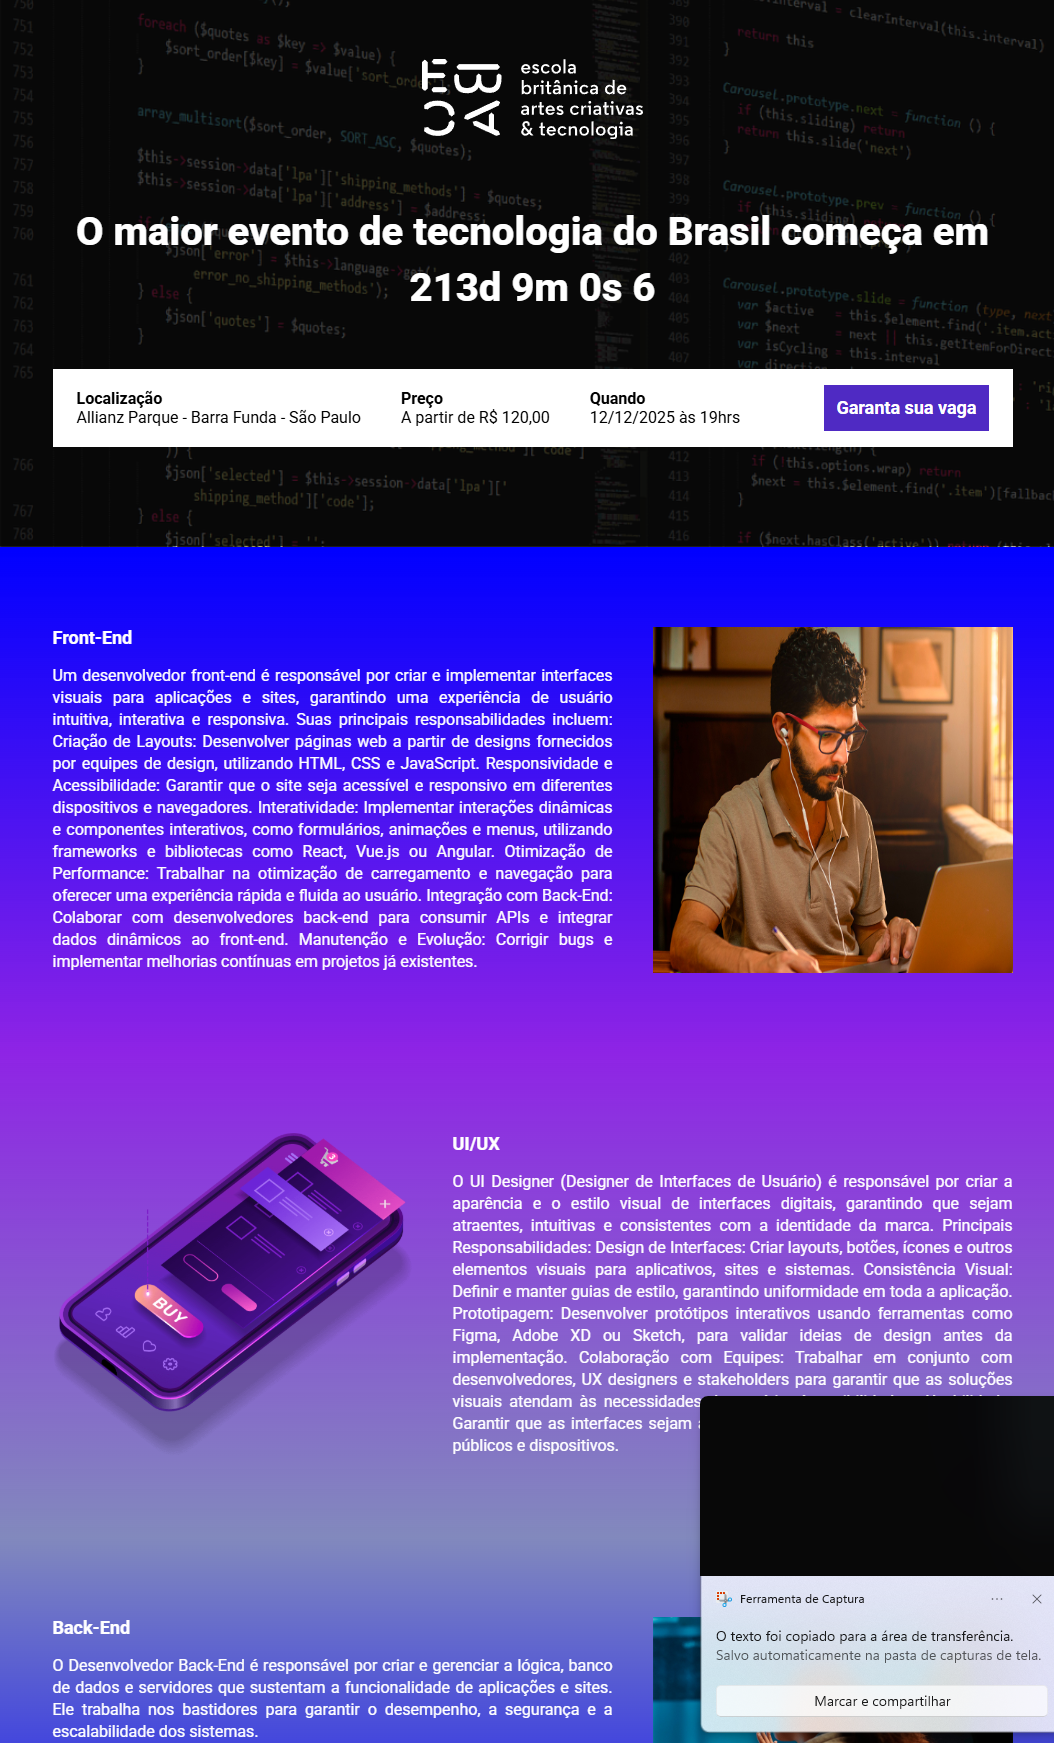 escola
britânica de
artes criativas
& tecnologia
O maior evento de tecnologia do Brasil começa em
213d 9m 0s 6
Localização
Allianz Parque - Barra Funda - São Paulo
Preço
A partir de R$ 120,00
Quando
12/12/2025 às 19hrs
Garanta sua vaga
Front-End
Um desenvolvedor front-end é responsável por criar e implementar interfaces
visuais para aplicações e sites, garantindo uma experiência de usuário
intuitiva, interativa e responsiva. Suas principais responsabilidades incluem:
Criação de Layouts: Desenvolver páginas web a partir de designs fornecidos
por equipes de design, utilizando HTML, CSS e JavaScript. Responsividade e
Acessibilidade: Garantir que o site seja acessível e responsivo em diferentes
dispositivos e navegadores. Interatividade: Implementar interações dinâmicas
e componentes interativos, como formulários, animações e menus, utilizando
frameworks e bibliotecas como React, Vue.js ou Angular. Otimização de
Performance: Trabalhar na otimização de carregamento e navegação para
oferecer uma experiência rápida e fluida ao usuário. Integração com Back-End:
Colaborar com desenvolvedores back-end para consumir APIs e integrar
dados dinâmicos ao front-end. Manutenção e Evolução: Corrigir bugs e
implementar melhorias contínuas em projetos já existentes.
BUY
UI/UX
O UI Designer (Designer de Interfaces de Usuário) é responsável por criar a
aparência e o estilo visual de interfaces digitais, garantindo que sejam
atraentes, intuitivas e consistentes com a identidade da marca. Principais
Responsabilidades: Design de Interfaces: Criar layouts, botões, ícones e outros
elementos visuais para aplicativos, sites e sistemas. Consistência Visual:
Definir e manter guias de estilo, garantindo uniformidade em toda a aplicação.
Prototipagem: Desenvolver protótipos interativos usando ferramentas como
Figma, Adobe XD ou Sketch, para validar ideias de design antes da
implementação. Colaboração com Equipes: Trabalhar em conjunto com
desenvolvedores, UX designers e stakeholders para garantir que as soluções
visuais atendam às necessidades
Garantir que as interfaces sejam
públicos e dispositivos.
Back-End
O Desenvolvedor Back-End é responsável por criar e gerenciar a lógica, banco
de dados e servidores que sustentam a funcionalidade de aplicações e sites.
Ele trabalha nos bastidores para garantir o desempenho, a segurança e a
escalabilidade dos sistemas.
Ferramenta de Captura
O texto foi copiado para a área de transferência.
Salvo automaticamente na pasta de capturas de tela.
Marcar e compartilhar